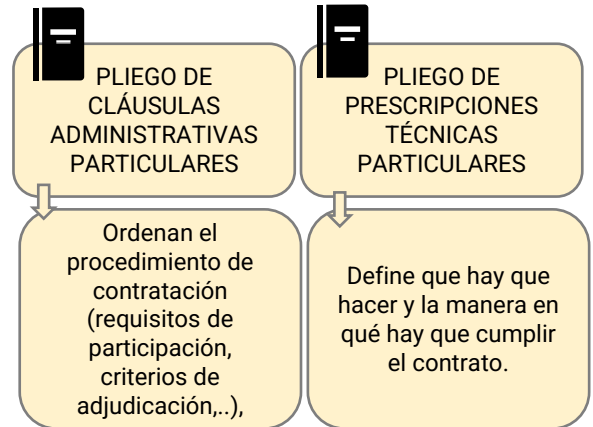 PLIEGO DE
CLÁUSULAS
ADMINISTRATIVAS
PARTICULARES
Ordenan el
procedimiento de
contratación
(requisitos de
participación,
criterios de
adjudicación,..),
PLIEGO DE
PRESCRIPCIONES
TÉCNICAS
PARTICULARES
Define que hay que
hacer y la manera en
qué hay que cumplir
el contrato.